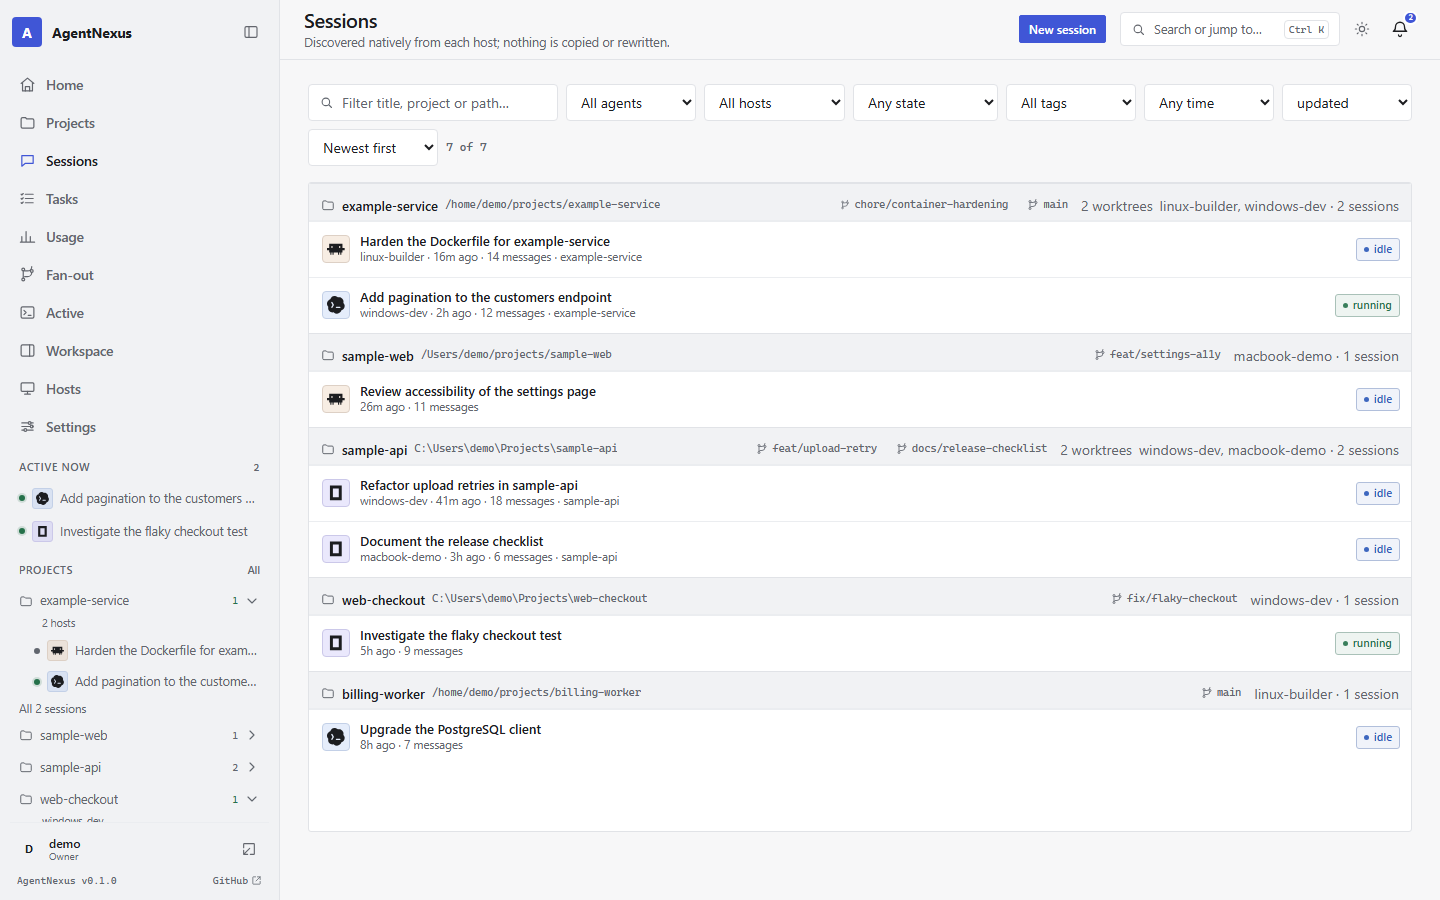 A AgentNexus
Home
Projects
Sessions
Tasks
Usage
Fan-out
Active
Workspace
Hosts
Settings
ACTIVE NOW 2
Add pagination to the customers ...
Investigate the flaky checkout test
PROJECTS All
example-service 1
2 hosts
Harden the Dockerfile for exam...
Add pagination to the custome...
All 2 sessions
sample-web 1
sample-api 2
web-checkout 1
windows-dev
D demo
Owner
AgentNexus v0.1.0 GitHub
Sessions
Discovered natively from each host; nothing is copied or rewritten.
New session
Search or jump to... Ctrl K
2
Filter title, project or path...
All agents
All hosts
Any state
All tags
Any time
updated
Newest first
7 of 7
example-service /home/demo/projects/example-service chore/container-hardening main 2 worktrees linux-builder, windows-dev · 2 sessions
Harden the Dockerfile for example-service
linux-builder · 16m ago · 14 messages · example-service
idle
Add pagination to the customers endpoint
windows-dev · 2h ago · 12 messages · example-service
running
sample-web /Users/demo/projects/sample-web feat/settings-a11y macbook-demo · 1 session
Review accessibility of the settings page
26m ago · 11 messages
idle
sample-api C:\Users\demo\Projects\sample-api feat/upload-retry docs/release-checklist 2 worktrees windows-dev, macbook-demo · 2 sessions
Refactor upload retries in sample-api
windows-dev · 41m ago · 18 messages · sample-api
idle
Document the release checklist
macbook-demo · 3h ago · 6 messages · sample-api
idle
web-checkout C:\Users\demo\Projects\web-checkout fix/flaky-checkout windows-dev · 1 session
Investigate the flaky checkout test
5h ago · 9 messages
running
billing-worker /home/demo/projects/billing-worker main linux-builder · 1 session
Upgrade the PostgreSQL client
8h ago · 7 messages
idle